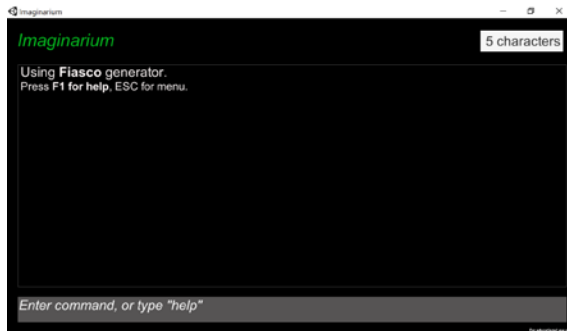 Imaginarium
Imaginarium
5 characters
Using Fiasco generator.
Press F1 for help, ESC for menu.
Enter command, or type "help"